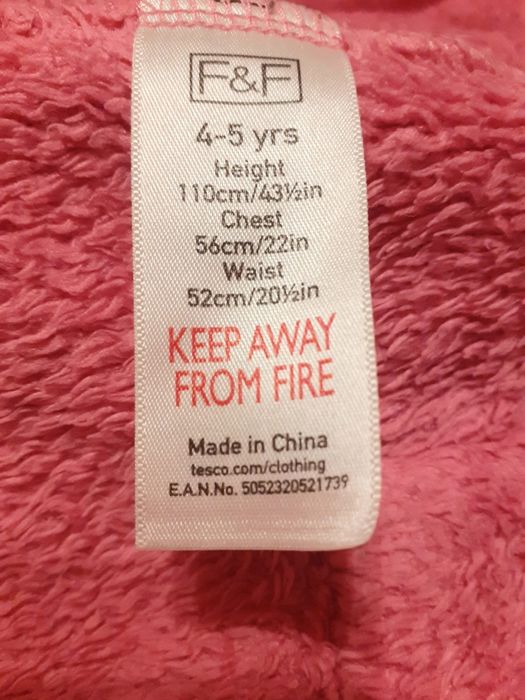 F&F
4-5 yrs
Height
110cm/43½in
Chest
56cm/22in
Waist
52cm/20½in
KEEP AWAY
FROM FIRE
Made in China
tesco.com/clothing
E.A.N.No. 5052320521739